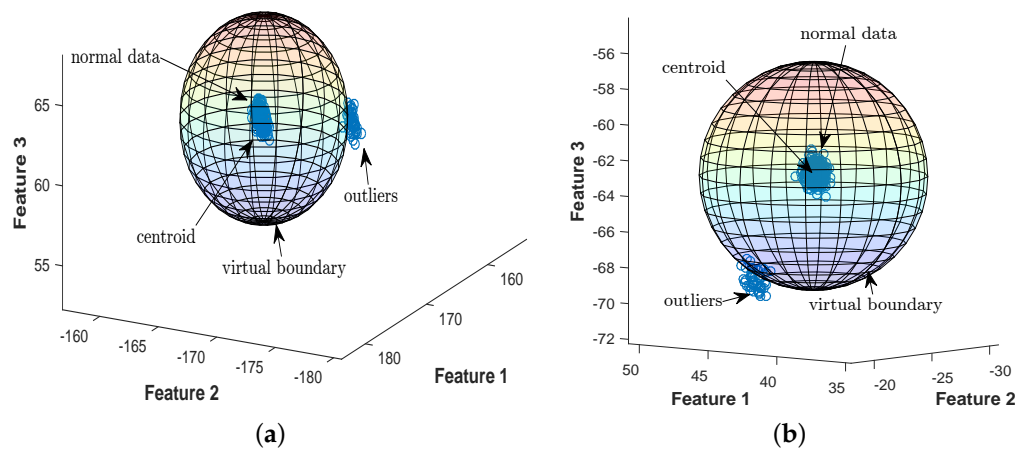 normal data
65
60
55
Feature 3
centroid
virtual boundary
outliers
-160
-165
-170
-175
-180
Feature 2
180
170
160
Feature 1
(a)
normal data
centroid
-56
-58
-60
-62
-64
-66
-68
-70
-72
Feature 3
outliers
virtual boundary
50
45
40
35
Feature 1
-20
-25
-30
Feature 2
(b)